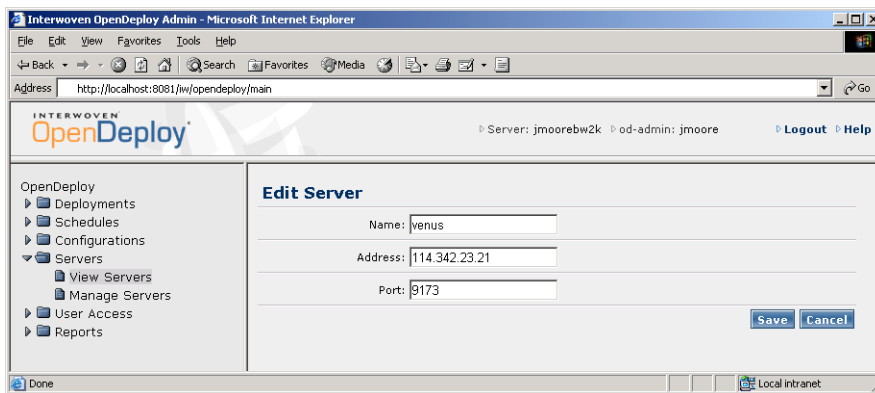 Interwoven OpenDeploy Admin - Microsoft Internet Explorer
File Edit View Favorites Tools Help
Back Search Favorites Media
Address http://localhost:8081/iw/opendeploy/main Go
INTERWOVEN
OpenDeploy
Server: jmoorebw2k od-admin: jmoore Logout Help
OpenDeploy
Deployments
Schedules
Configurations
Servers
View Servers
Manage Servers
User Access
Reports
Edit Server
Name: venus
Address: 114.342.23.21
Port: 9173
Save Cancel
Done Local intranet